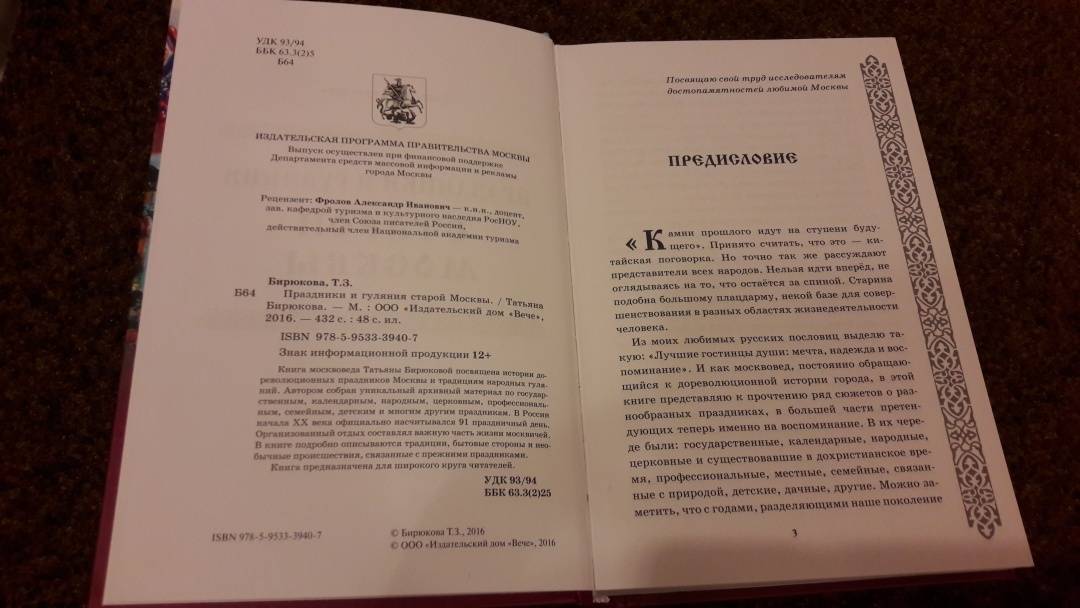 УДК 93/94
ББК 63.3(2)5
Б64
ИЗДАТЕЛЬСКАЯ ПРОГРАММА ПРАВИТЕЛЬСТВА МОСКВЫ
Выпуск осуществлен при финансовой поддержке
Департамента средств массовой информации и рекламы
города Москвы
Рецензент: Фролов Александр Иванович — к.и.н., доцент,
зав. кафедрой туризма и культурного наследия РосНОУ,
член Союза писателей России,
действительный член Национальной академии туризма
Бирюкова, Т.З.
Б64 Праздники и гуляния старой Москвы. / Татьяна
Бирюкова. — М. : ООО «Издательский дом «Вече»,
2016. — 432 с. : 48 с. ил.
ISBN 978-5-9533-3940-7
Знак информационной продукции 12+
Книга москвоведа Татьяны Бирюковой посвящена истории до-
революционных праздников Москвы и традициям народных гуля-
ний. Автором собран уникальный архивный материал по государ-
ственным, календарным, народным, церковным, профессиональ-
ным, семейным, детским и многим другим праздникам. В России
начала XX века официально насчитывался 91 праздничный день.
Организованный отдых составлял важную часть жизни москвичей.
В книге подробно описываются традиции, бытовые стороны и нео-
бычные происшествия, связанные с прежними праздниками.
Книга предназначена для широкого круга читателей.
УДК 93/94
ББК 63.3(2)25
ISBN 978-5-9533-3940-7
© Бирюкова Т.З., 2016
© ООО «Издательский дом «Вече», 2016
Посвящаю свой труд исследователям
достопамятностей любимой Москвы
ПРЕДИСЛОВИЕ
«Камни прошлого идут на ступени буду-
щего». Принято считать, что это — ки-
тайская поговорка. Но точно так же рассуждают
представители всех народов. Нельзя идти вперёд, не
оглядываясь на то, что остаётся за спиной. Старина
подобна большому плацдарму, некой базе для совер-
шенствования в разных областях жизнедеятельности
человека.
Из моих любимых русских пословиц выделю та-
кую: «Лучшие гостинцы души: мечта, надежда и вос-
поминание». И как москвовед, постоянно обращаю-
щийся к дореволюционной истории города, в этой
книге представляю к прочтению ряд сюжетов о раз-
нообразных праздниках, в большей части претен-
дующих теперь именно на воспоминание. В их чере-
де были: государственные, календарные, народные,
церковные и существовавшие в дохристианское вре-
мя, профессиональные, местные, семейные, связан-
ные с природой, детские, дачные, другие. Можно за-
метить, что с годами, разделяющими наше поколение
3